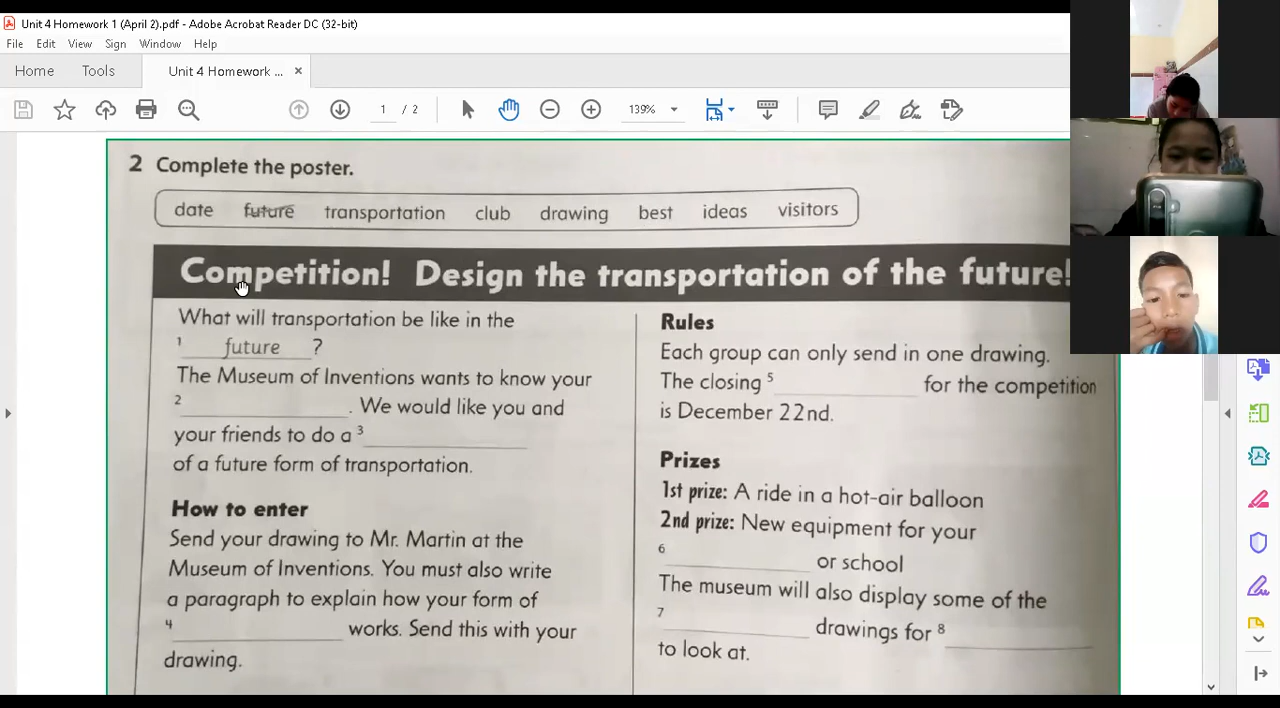 Unit 4 Homework 1 (April 2).pdf - Adobe Acrobat Reader DC (32-bit)
File Edit View Sign Window Help
Home Tools Unit 4 Homework ... ×
1 / 2 139%
2 Complete the poster.
date future transportation club drawing best ideas visitors
Competition! Design the transportation of the future!
What will transportation be like in the
1 future ?
The Museum of Inventions wants to know your
2 ____________. We would like you and
your friends to do a 3 ____________
of a future form of transportation.
How to enter
Send your drawing to Mr. Martin at the
Museum of Inventions. You must also write
a paragraph to explain how your form of
4 ____________ works. Send this with your
drawing.
Rules
Each group can only send in one drawing.
The closing 5 ____________ for the competition
is December 22nd.
Prizes
1st prize: A ride in a hot-air balloon
2nd prize: New equipment for your
6 ____________ or school
The museum will also display some of the
7 ____________ drawings for 8 ____________
to look at.